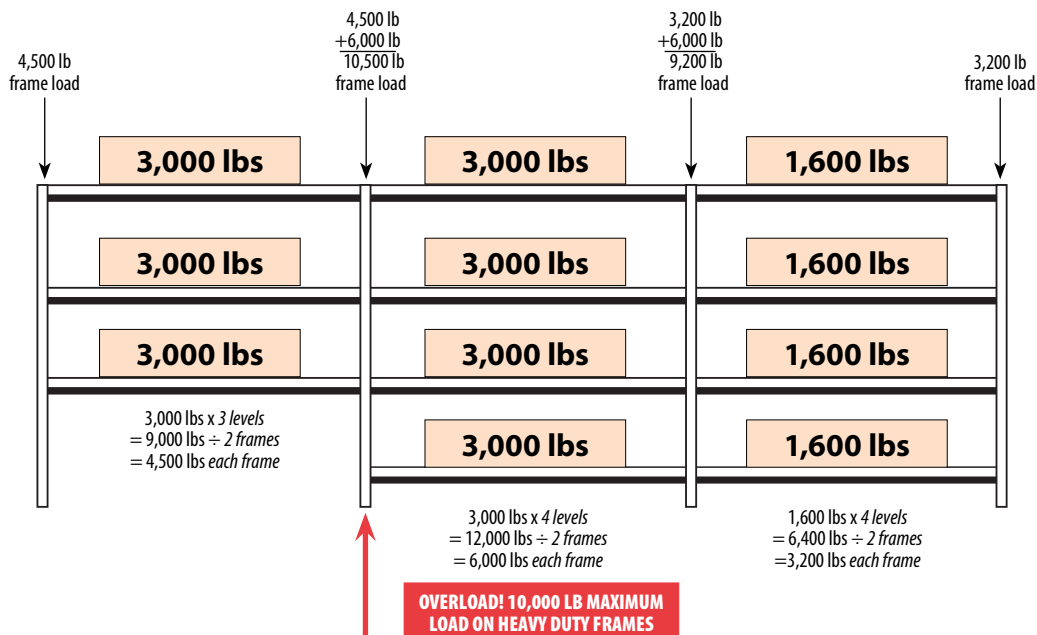 4,500 lb
frame load
4,500 lb
+6,000 lb
10,500 lb
frame load
3,200 lb
+6,000 lb
9,200 lb
frame load
3,200 lb
frame load
3,000 lbs
3,000 lbs
1,600 lbs
3,000 lbs
3,000 lbs
1,600 lbs
3,000 lbs
3,000 lbs
1,600 lbs
3,000 lbs x 3 levels
= 9,000 lbs ÷ 2 frames
= 4,500 lbs each frame
3,000 lbs
1,600 lbs
3,000 lbs x 4 levels
= 12,000 lbs ÷ 2 frames
= 6,000 lbs each frame
1,600 lbs x 4 levels
= 6,400 lbs ÷ 2 frames
=3,200 lbs each frame
OVERLOAD! 10,000 LB MAXIMUM
LOAD ON HEAVY DUTY FRAMES